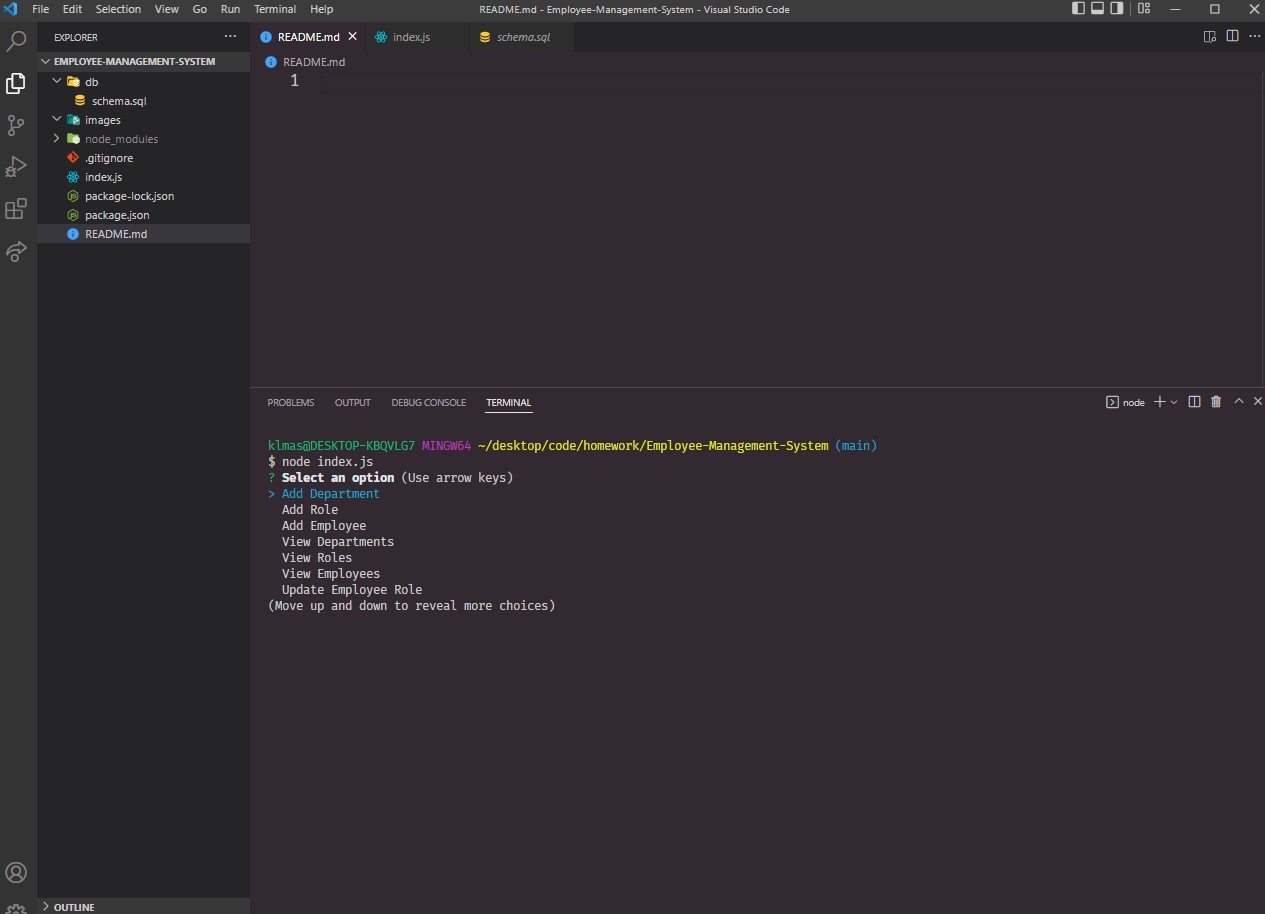 File Edit Selection View Go Run Terminal Help README.md - Employee-Management-System - Visual Studio Code
EXPLORER
EMPLOYEE-MANAGEMENT-SYSTEM
db
schema.sql
images
node_modules
.gitignore
index.js
package-lock.json
package.json
README.md
OUTLINE
README.md index.js schema.sql
README.md
1
PROBLEMS OUTPUT DEBUG CONSOLE TERMINAL node
klmas@DESKTOP-KBQVLG7 MINGW64 ~/desktop/code/homework/Employee-Management-System (main)
$ node index.js
? Select an option (Use arrow keys)
> Add Department
Add Role
Add Employee
View Departments
View Roles
View Employees
Update Employee Role
(Move up and down to reveal more choices)